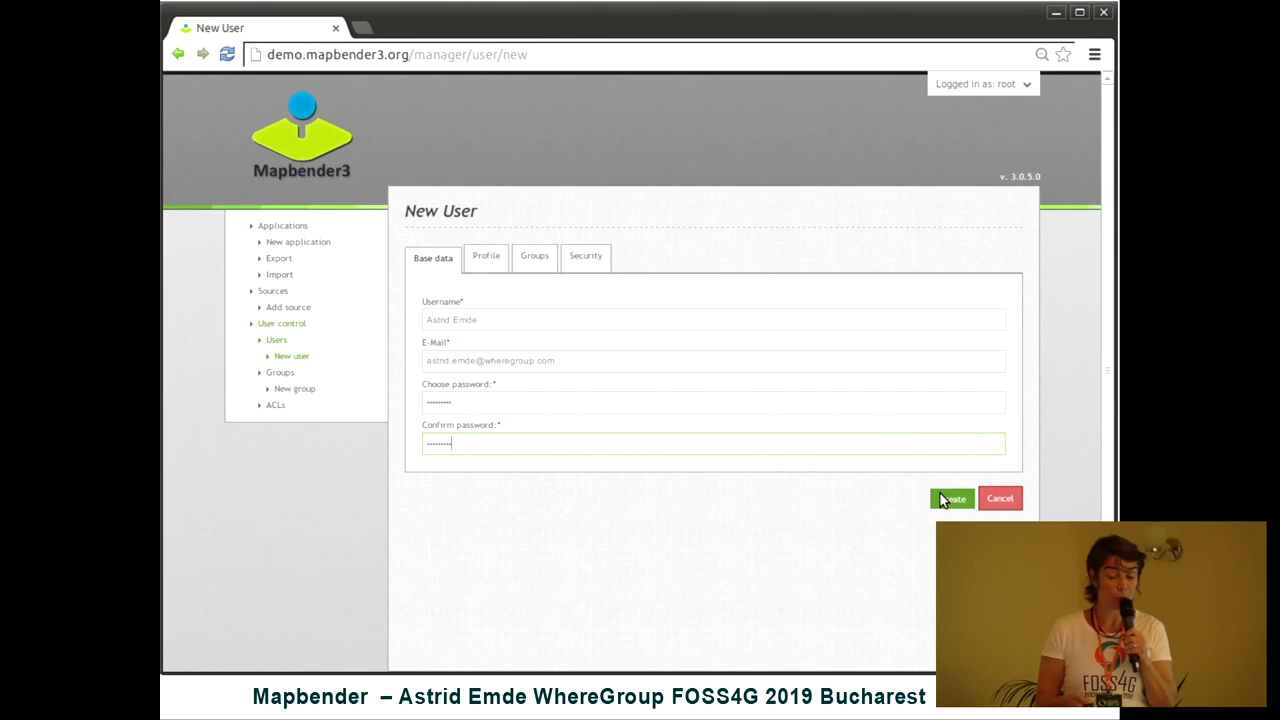 New User
demo.mapbender3.org/manager/user/new
Logged in as: root
Mapbender3
v. 3.0.5.0
Applications
New application
Export
Import
Sources
Add source
User control
Users
New user
Groups
New group
ACLs
New User
Base data
Profile
Groups
Security
Username*
Astrid Emde
E-Mail*
astrid.emde@wheregroup.com
Choose password:*
Confirm password:*
Create
Cancel
FOSS4G
Mapbender – Astrid Emde WhereGroup FOSS4G 2019 Bucharest